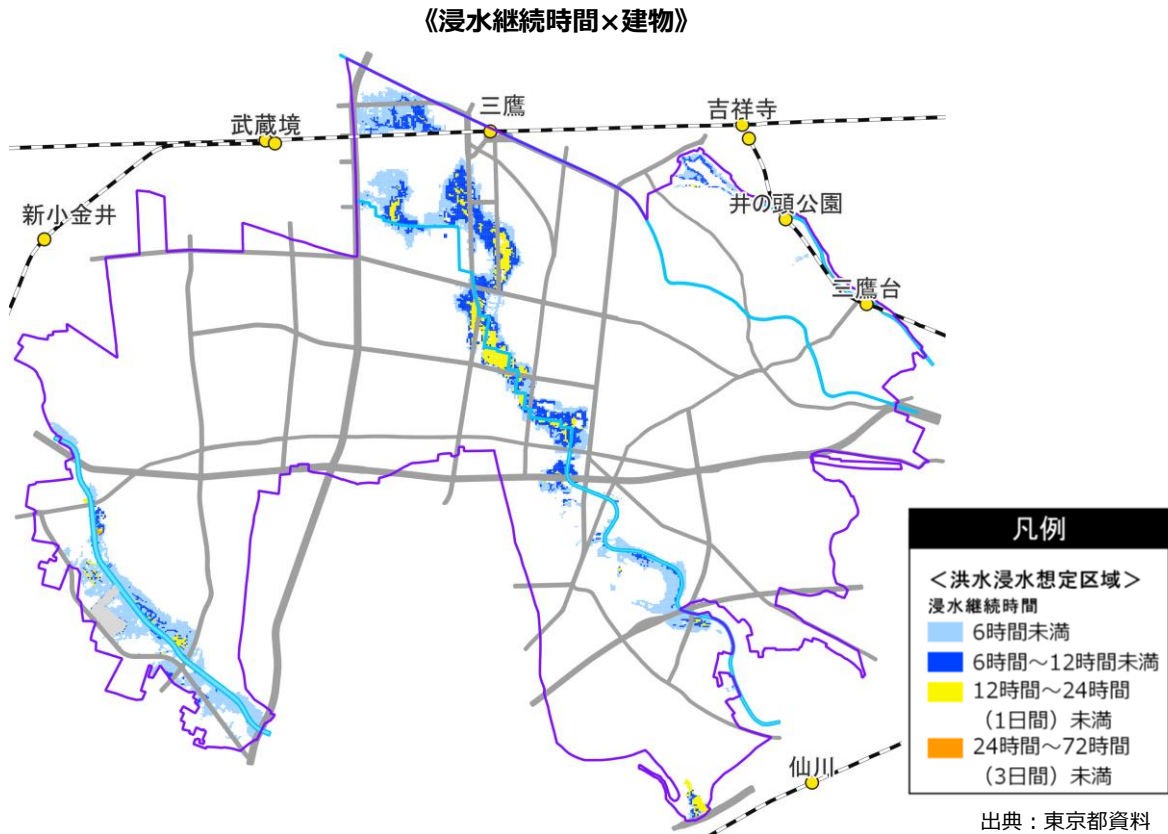 《浸水継続時間×建物》
三鷹
吉祥寺
武蔵境
井の頭公園
新小金井
三鷹台
仙川
凡例
＜洪水浸水想定区域＞
浸水継続時間
6時間未満
6時間～12時間未満
12時間～24時間
（1日間）未満
24時間～72時間
（3日間）未満
出典：東京都資料